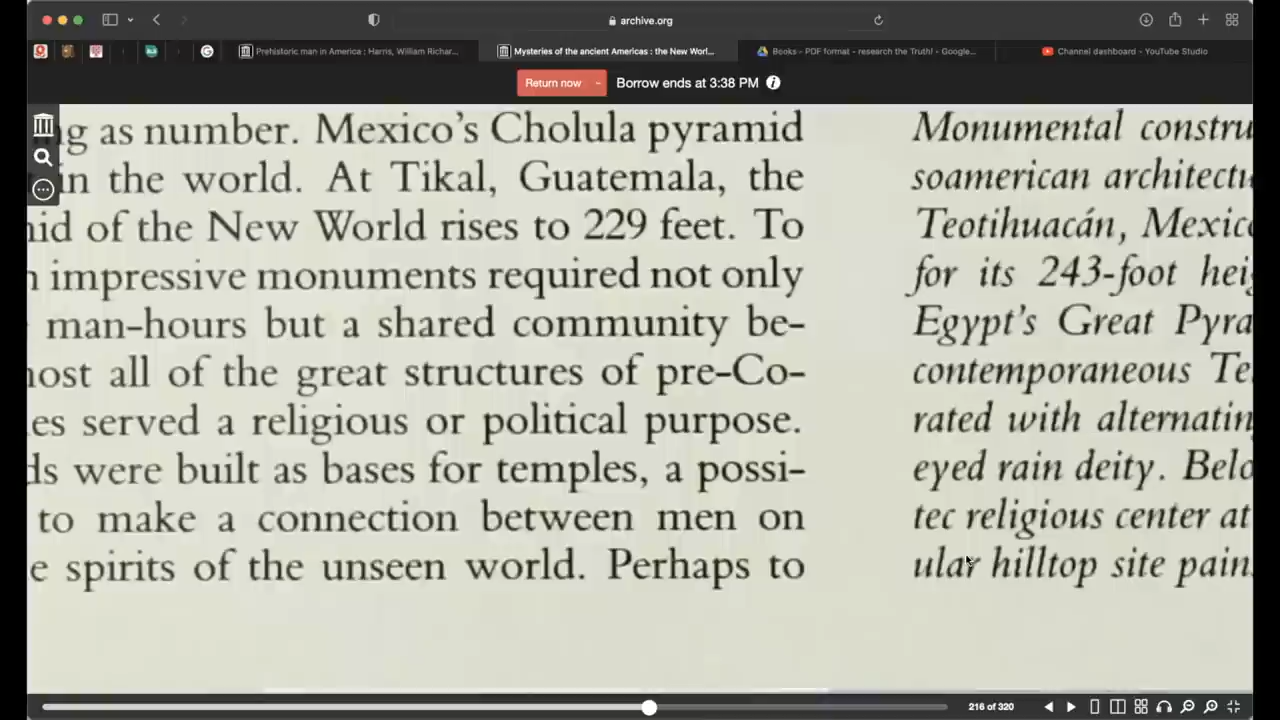 archive.org
Prehistoric man in America : Harris, William Richar...
Mysteries of the ancient Americas : the New Worl...
Books - PDF format - research the Truth! - Google...
Channel dashboard - YouTube Studio
Return now
Borrow ends at 3:38 PM
ng as number. Mexico's Cholula pyramid
in the world. At Tikal, Guatemala, the
id of the New World rises to 229 feet. To
impressive monuments required not only
man-hours but a shared community be-
ost all of the great structures of pre-Co-
es served a religious or political purpose.
ds were built as bases for temples, a possi-
to make a connection between men on
e spirits of the unseen world. Perhaps to
Monumental constru
soamerican architectu
Teotihuacán, Mexico
for its 243-foot heig
Egypt's Great Pyra
contemporaneous Te
rated with alternating
eyed rain deity. Belo
tec religious center at
ular hilltop site pain
216 of 320